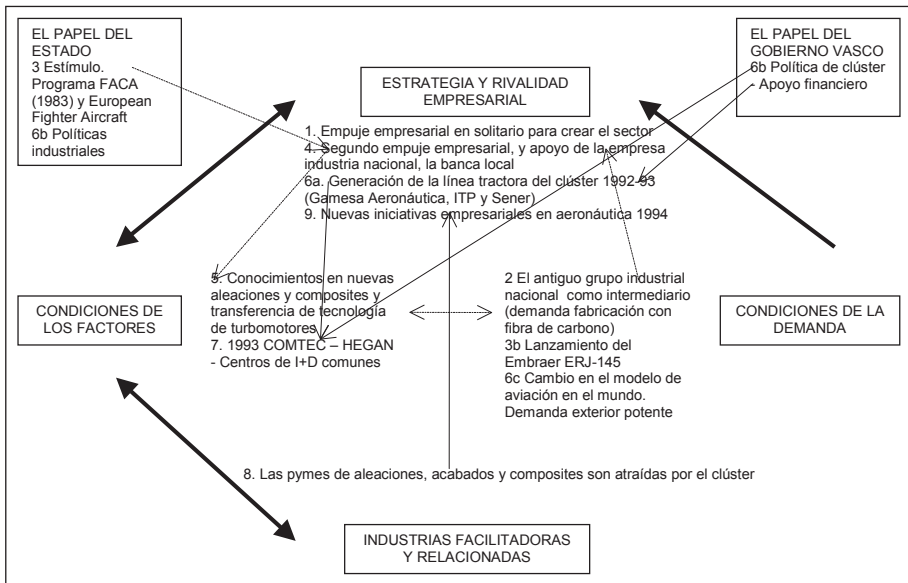 EL PAPEL DEL
ESTADO
3 Estímulo.
Programa FACA
(1983) y European
Fighter Aircraft
6b Políticas
industriales
ESTRATEGIA Y RIVALIDAD
EMPRESARIAL
EL PAPEL DEL
GOBIERNO VASCO
6b Política de clúster
- Apoyo financiero
1. Empuje empresarial en solitario para crear el sector
4. Segundo empuje empresarial, y apoyo de la empresa
industria nacional, la banca local
6a. Generación de la línea tractora del clúster 1992-93
(Gamesa Aeronáutica, ITP y Sener)
9. Nuevas iniciativas empresariales en aeronáutica 1994
CONDICIONES DE
LOS FACTORES
5. Conocimientos en nuevas
aleaciones y composites y
transferencia de tecnología
de turbomotores
7. 1993 COMTEC – HEGAN
- Centros de I+D comunes
2 El antiguo grupo industrial
nacional como intermediario
(demanda fabricación con
fibra de carbono)
3b Lanzamiento del
Embraer ERJ-145
6c Cambio en el modelo de
aviación en el mundo.
Demanda exterior potente
CONDICIONES DE LA
DEMANDA
8. Las pymes de aleaciones, acabados y composites son atraídas por el clúster
INDUSTRIAS FACILITADORAS
Y RELACIONADAS